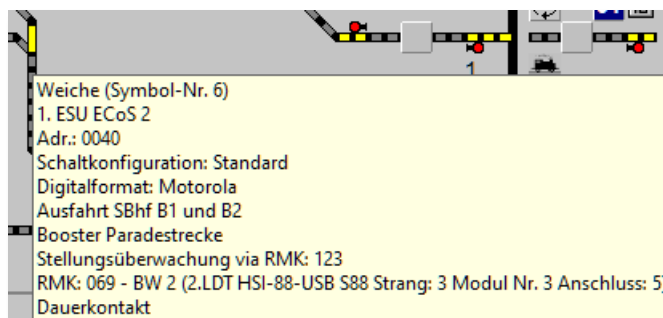 1
Weiche (Symbol-Nr. 6)
1. ESU ECoS 2
Adr.: 0040
Schaltkonfiguration: Standard
Digitalformat: Motorola
Ausfahrt SBhf B1 und B2
Booster Paradestrecke
Stellungsüberwachung via RMK: 123
RMK: 069 - BW 2 (2.LDT HSI-88-USB S88 Strang: 3 Modul Nr. 3 Anschluss: 5)
Dauerkontakt